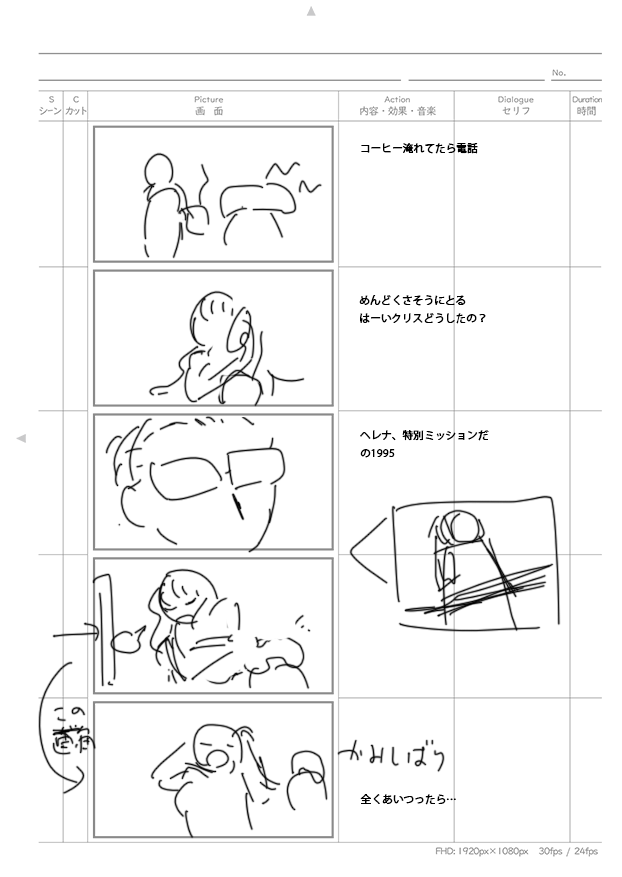 No.
S
シーン
C
カット
Picture
画 面
Action
内容・効果・音楽
Dialogue
セリフ
Duration
時間
コーヒー淹れてたら電話
めんどくさそうにとる
はーいクリスどうしたの？
ヘレナ、特別ミッションだ
の1995
この
かみしばり
全くあいつったら…
FHD: 1920px×1080px 30fps / 24fps